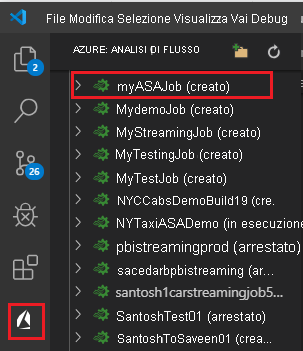 File Modifica Selezione Visualizza Vai Debug
AZURE: ANALISI DI FLUSSO
2
myASAJob (creato)
MydemoJob (creato)
MyStreamingJob (creato)
MyTestingJob (creato)
26
MyTestJob (creato)
NYCCabsDemoBuild19 (cre.
NYTaxiASADemo (in esecuzione
pbistreamingprod (arrestato)
sacedarbpbistreaming (ar...
santosh1carstreamingjob5...
SantoshTest01 (arrestato)
SantoshToSaveen01 (crea...